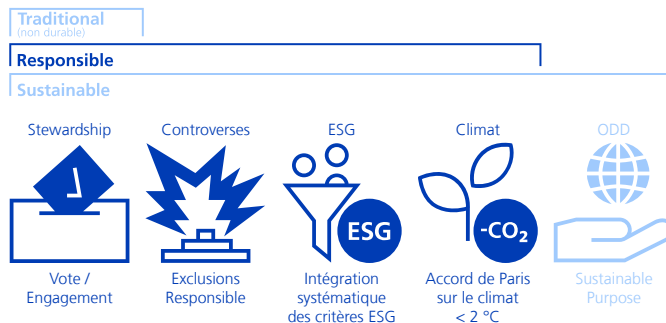 Traditional
(non durable)
Responsible
Sustainable
Stewardship
Controverses
ESG
Climat
ODD
ESG
-CO₂
Vote /
Engagement
Exclusions
Responsible
Intégration
systématique
des critères ESG
Accord de Paris
sur le climat
< 2 °C
Sustainable
Purpose